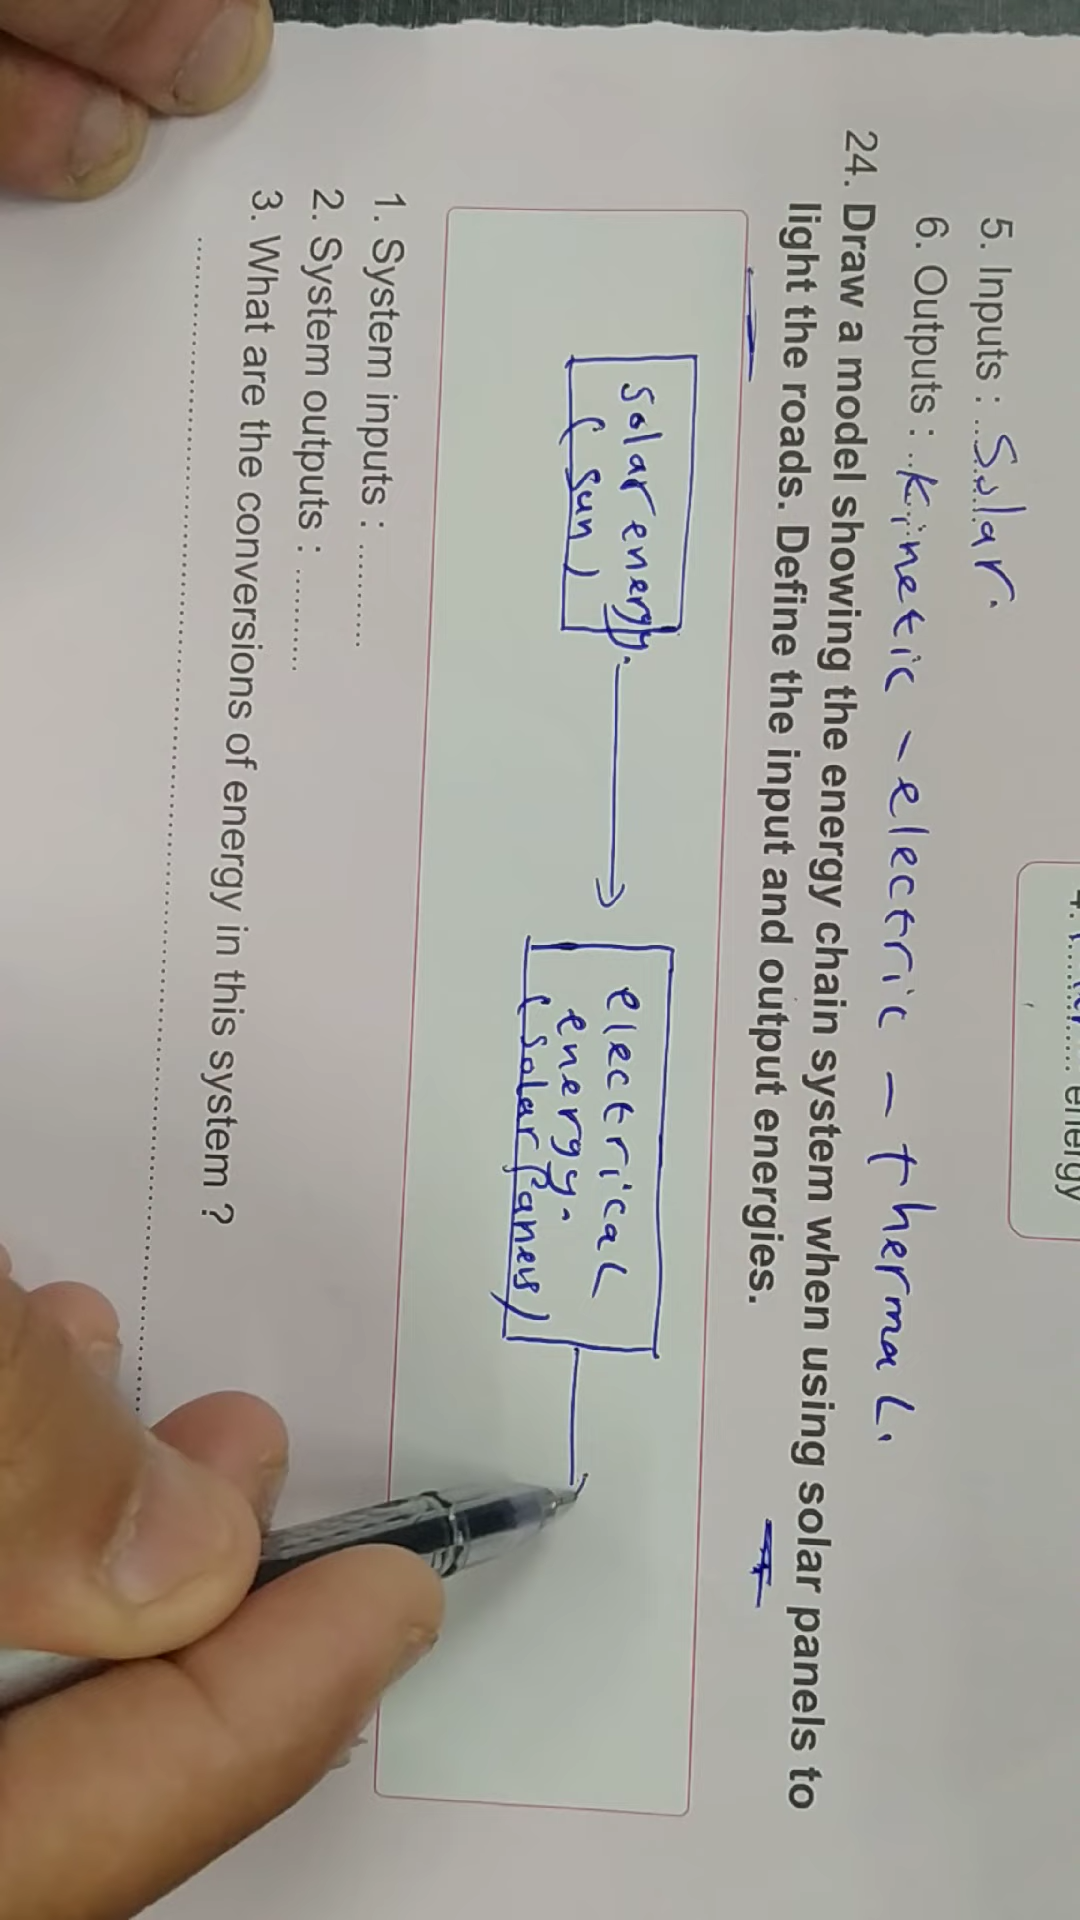 energy
5. Inputs : Solar.
6. Outputs : kinetic - electric - thermal.
24. Draw a model showing the energy chain system when using solar panels to
light the roads. Define the input and output energies.
solar energy.
(sun)
electrical
energy.
(solar Panels)
1. System inputs : ..........
2. System outputs : ..........
3. What are the conversions of energy in this system ?